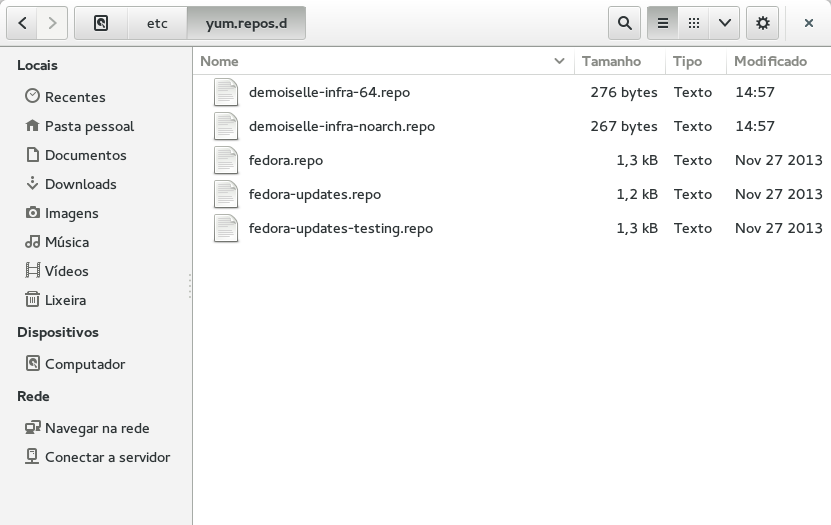 etc yum.repos.d
Locais
Recentes
Pasta pessoal
Documentos
Downloads
Imagens
Música
Vídeos
Lixeira
Dispositivos
Computador
Rede
Navegar na rede
Conectar a servidor
Nome Tamanho Tipo Modificado
demoiselle-infra-64.repo 276 bytes Texto 14:57
demoiselle-infra-noarch.repo 267 bytes Texto 14:57
fedora.repo 1,3 kB Texto Nov 27 2013
fedora-updates.repo 1,2 kB Texto Nov 27 2013
fedora-updates-testing.repo 1,3 kB Texto Nov 27 2013